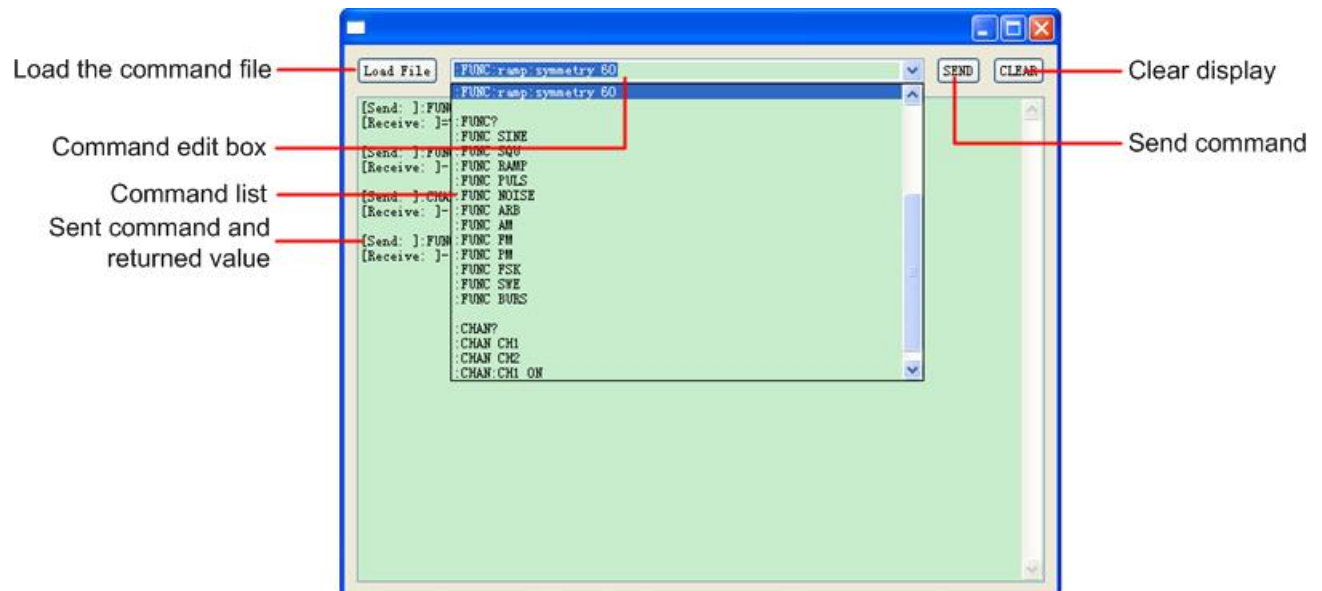 Load the command file
Load File
:FUNC:ramp:symmetry 60
SEND
CLEAR
Clear display
:FUNC:ramp:symmetry 60
[Send: ]:FUN
[Receive: ]=
:FUNC?
:FUNC SINE
Command edit box
[Send: ]:FUN
:FUNC SQU
Send command
[Receive: ]-
:FUNC RAMP
:FUNC PULS
Command list
[Send: ]:CHA
:FUNC NOISE
[Receive: ]-
:FUNC ARB
:FUNC AM
Sent command and
returned value
[Send: ]:FUN
:FUNC FM
[Receive: ]-
:FUNC PM
:FUNC FSK
:FUNC SWE
:FUNC BURS
:CHAN?
:CHAN CH1
:CHAN CH2
:CHAN:CH1 ON